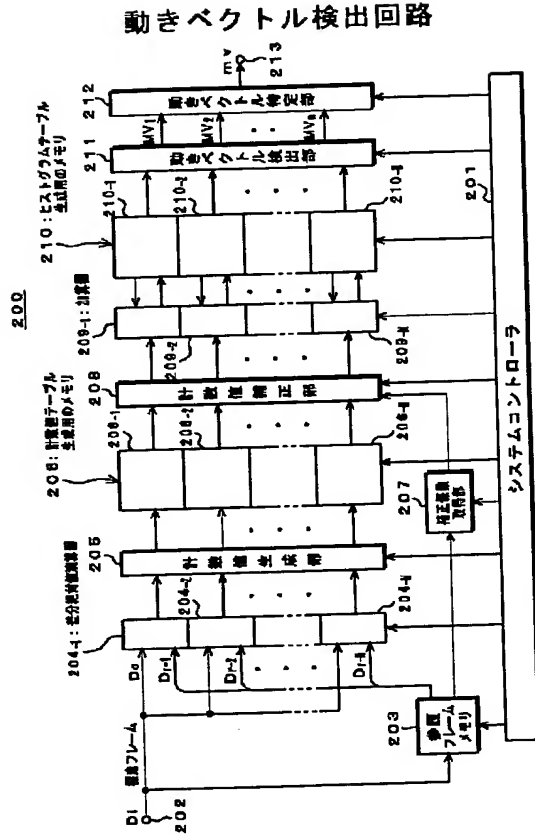 動きベクトル検出回路
200
Di
202
探索フレーム
203
参照
フレーム
メモリ
Do
Dr-1
Dr-2
Dr-N
204-1:差分絶対値演算器
204-2
204-N
205
計数値生成部
206:計数値テーブル
生成用のメモリ
206-1
206-2
206-N
207
補正係数
取得部
208
計数値補正部
209-1:加算器
209-2
209-N
210:ヒストグラムテーブル
生成用のメモリ
210-1
210-2
210-N
211
動きベクトル検出部
MV1
MV2
MVn
212
動きベクトル特定部
mv
213
201
システムコントローラ